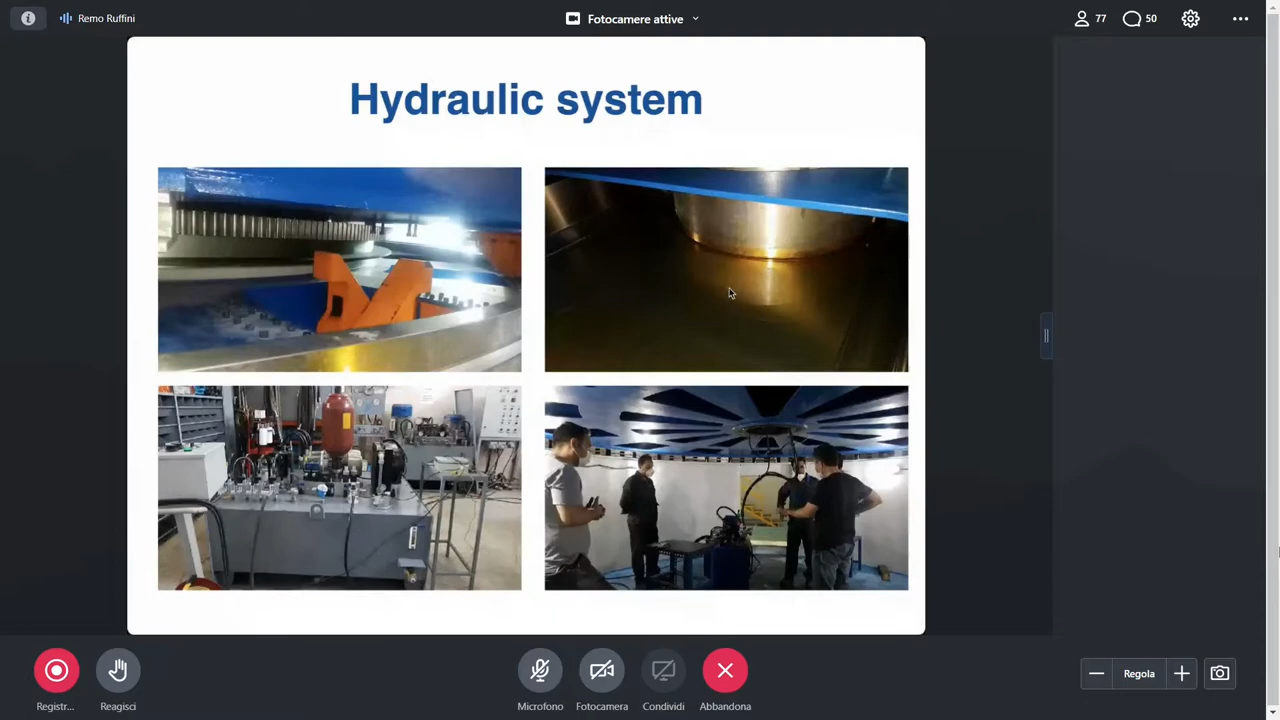 Remo Ruffini
Fotocamere attive
77
50
Hydraulic system
Registr...
Reagisci
Microfono
Fotocamera
Condividi
Abbandona
Regola